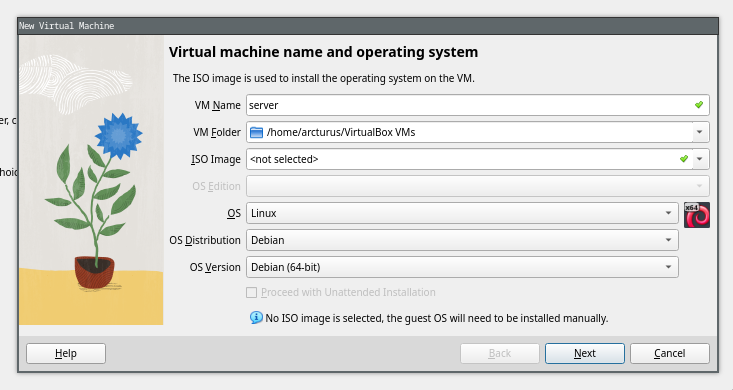 New Virtual Machine
Virtual machine name and operating system
The ISO image is used to install the operating system on the VM.
er, c
VM Name server
VM Folder /home/arcturus/VirtualBox VMs
ISO Image <not selected>
hoic
OS Edition
OS Linux
x64
OS Distribution Debian
OS Version Debian (64-bit)
Proceed with Unattended Installation
No ISO image is selected, the guest OS will need to be installed manually.
Help Back Next Cancel